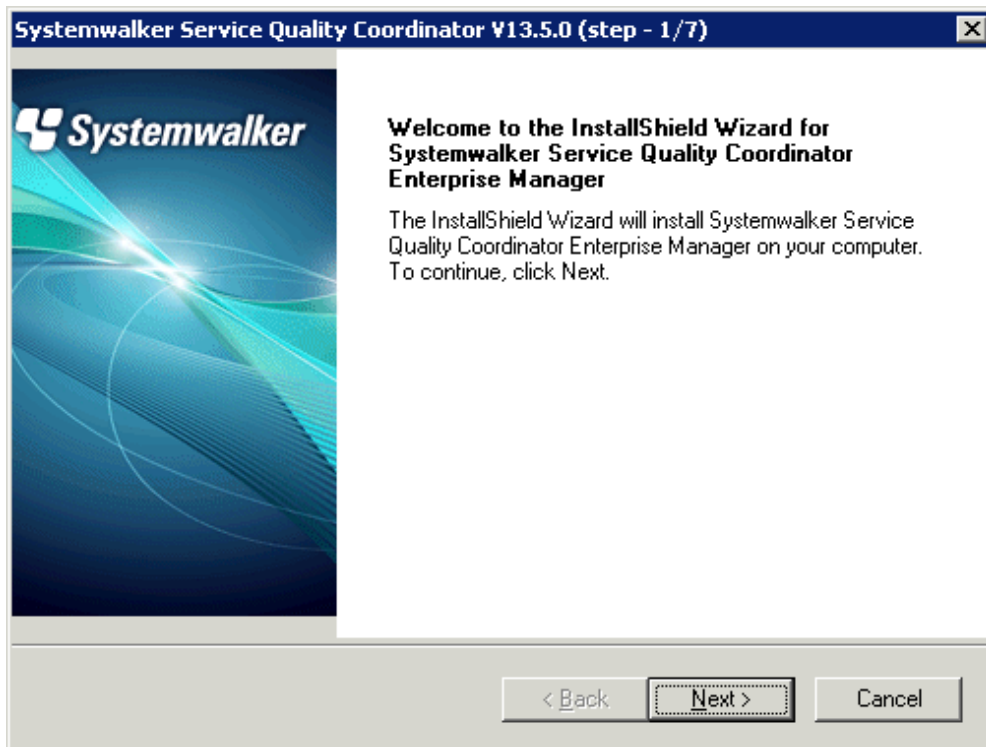 Systemwalker Service Quality Coordinator V13.5.0 (step - 1/7)
Systemwalker
Welcome to the InstallShield Wizard for
Systemwalker Service Quality Coordinator
Enterprise Manager
The InstallShield Wizard will install Systemwalker Service
Quality Coordinator Enterprise Manager on your computer.
To continue, click Next.
< Back
Next >
Cancel